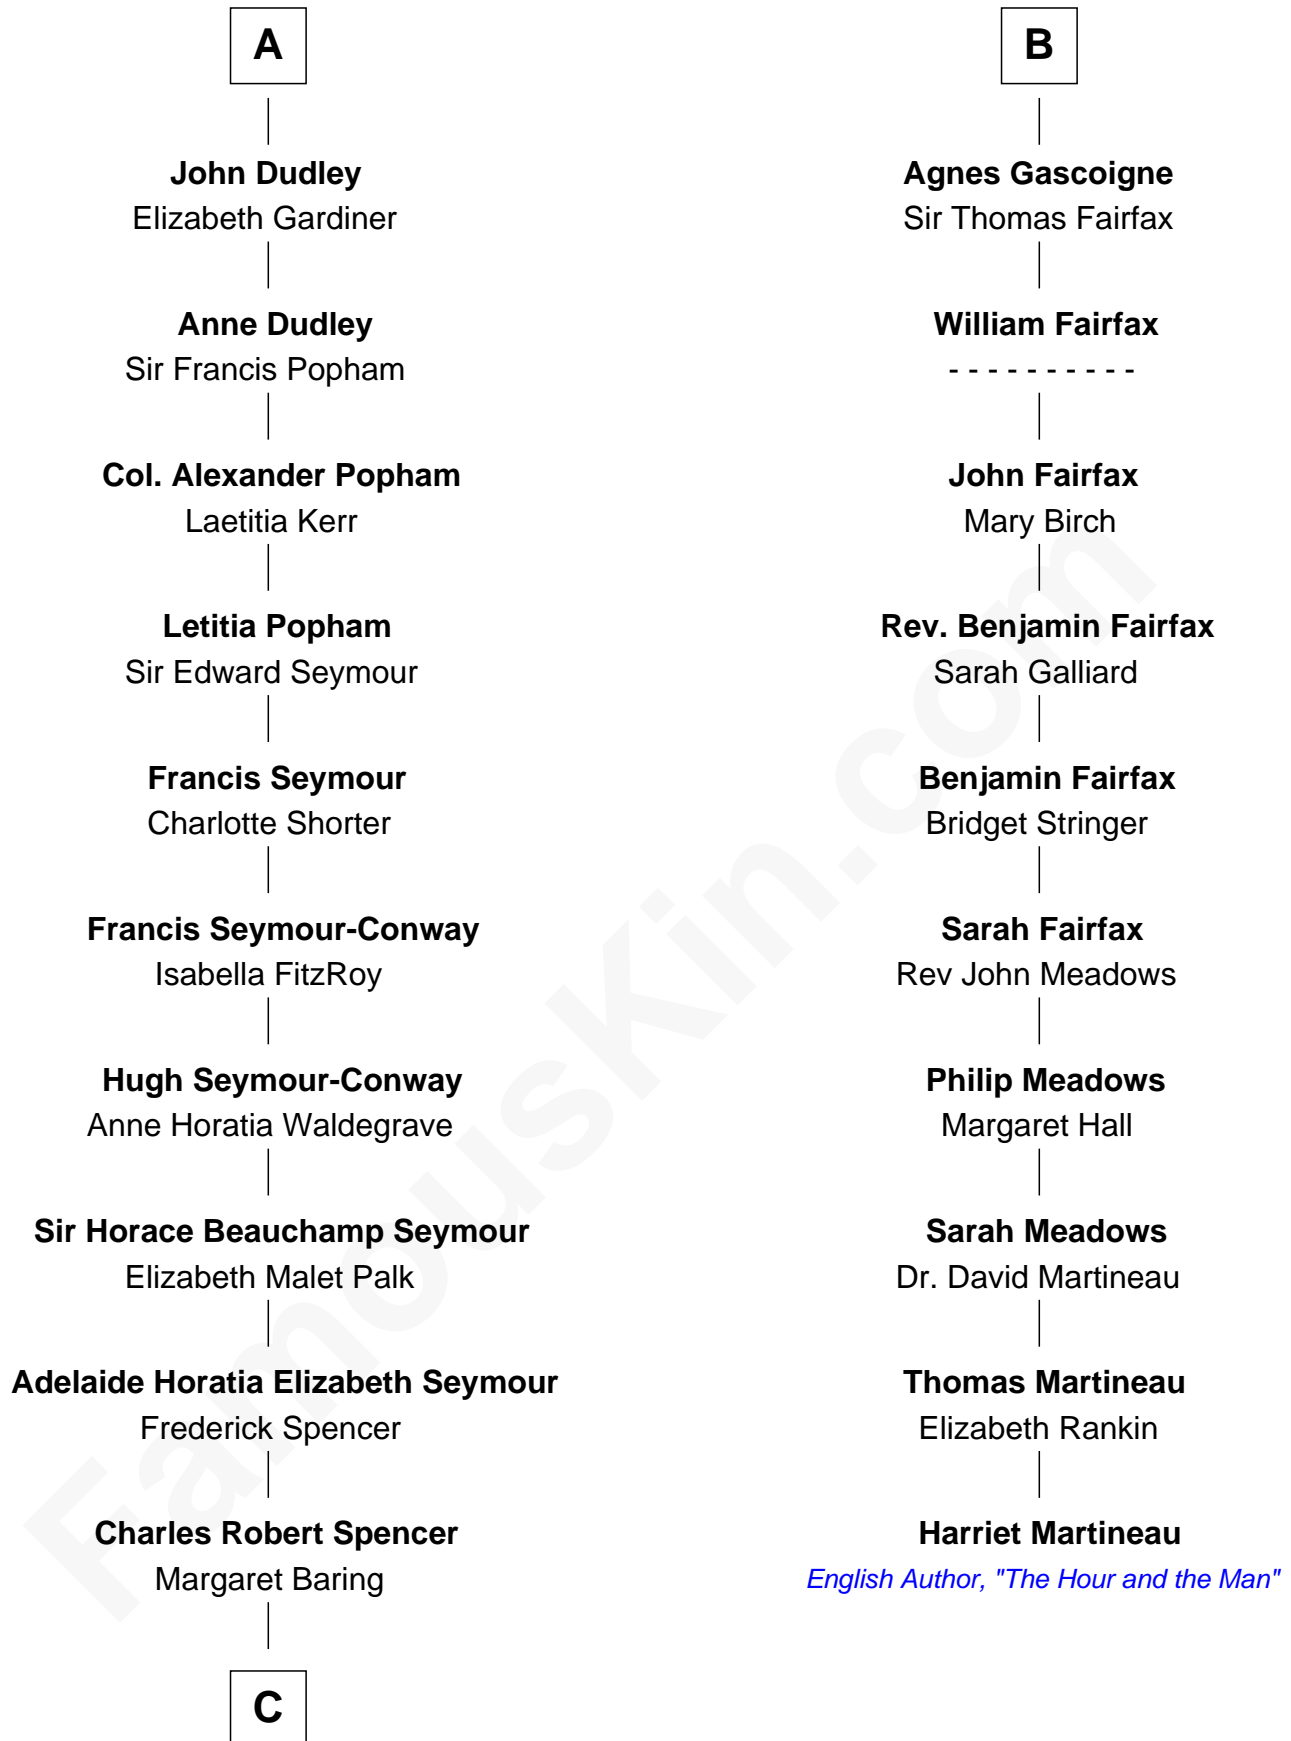 A
John Dudley
Elizabeth Gardiner
Anne Dudley
Sir Francis Popham
Col. Alexander Popham
Laetitia Kerr
Letitia Popham
Sir Edward Seymour
Francis Seymour
Charlotte Shorter
Francis Seymour-Conway
Isabella FitzRoy
Hugh Seymour-Conway
Anne Horatia Waldegrave
Sir Horace Beauchamp Seymour
Elizabeth Malet Palk
Adelaide Horatia Elizabeth Seymour
Frederick Spencer
Charles Robert Spencer
Margaret Baring
C
B
Agnes Gascoigne
Sir Thomas Fairfax
William Fairfax
- - - - - - - - - -
John Fairfax
Mary Birch
Rev. Benjamin Fairfax
Sarah Galliard
Benjamin Fairfax
Bridget Stringer
Sarah Fairfax
Rev John Meadows
Philip Meadows
Margaret Hall
Sarah Meadows
Dr. David Martineau
Thomas Martineau
Elizabeth Rankin
Harriet Martineau
English Author, "The Hour and the Man"
FamousKin.com